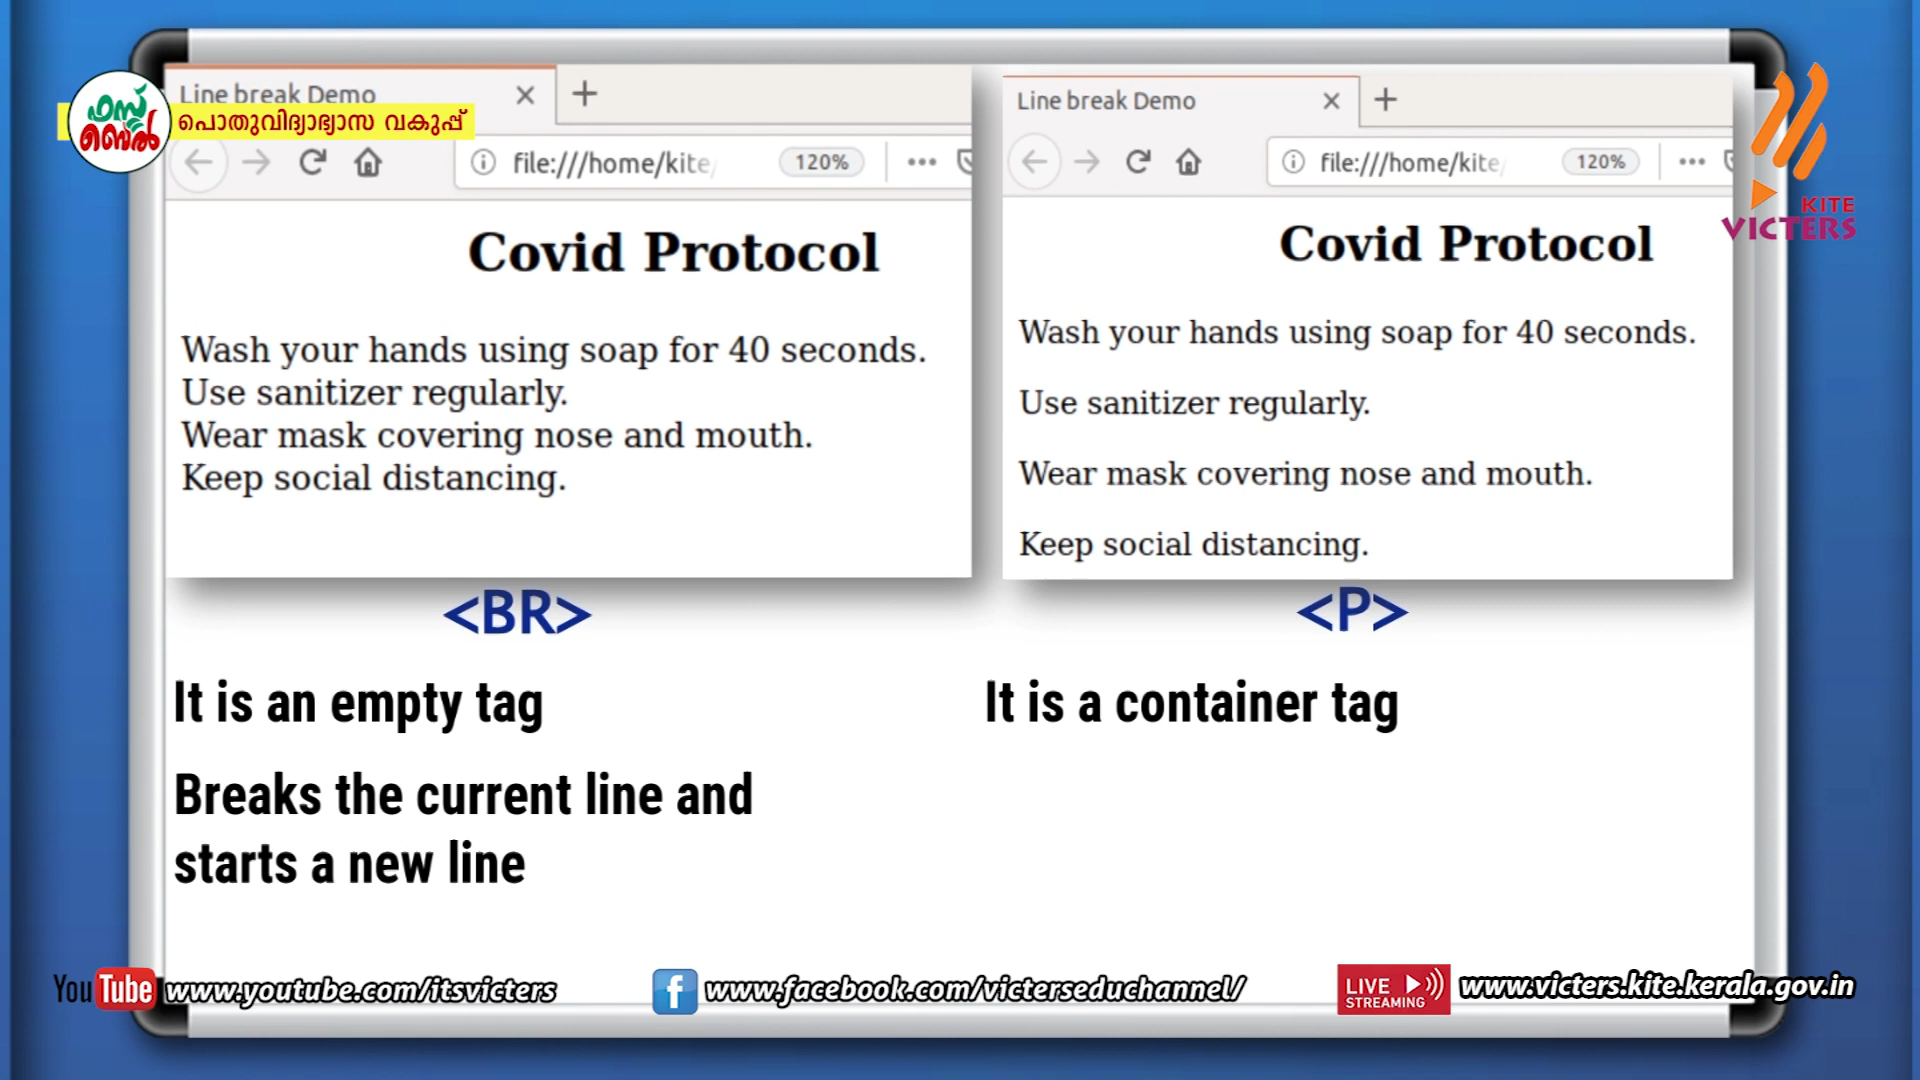 Line break Demo
ഫസ്റ്റ്
ബെൽ
പൊതുവിദ്യാഭ്യാസ വകുപ്പ്
file:///home/kite/
120%
Covid Protocol
Wash your hands using soap for 40 seconds.
Use sanitizer regularly.
Wear mask covering nose and mouth.
Keep social distancing.
<BR>
It is an empty tag
Breaks the current line and
starts a new line
Line break Demo
file:///home/kite/
120%
KITE
VICTERS
Covid Protocol
Wash your hands using soap for 40 seconds.
Use sanitizer regularly.
Wear mask covering nose and mouth.
Keep social distancing.
<P>
It is a container tag
YouTube www.youtube.com/itsvicters
f www.facebook.com/victerseduchannel/
LIVE
STREAMING
www.victers.kite.kerala.gov.in